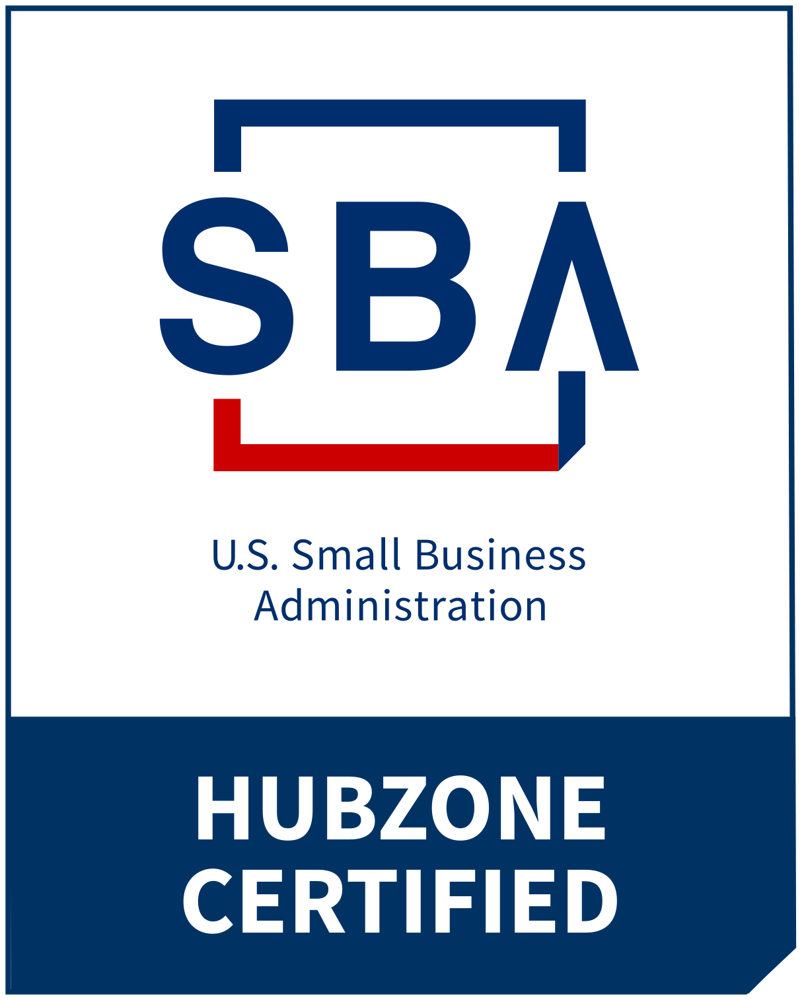 SBA
U.S. Small Business
Administration
HUBZONE
CERTIFIED